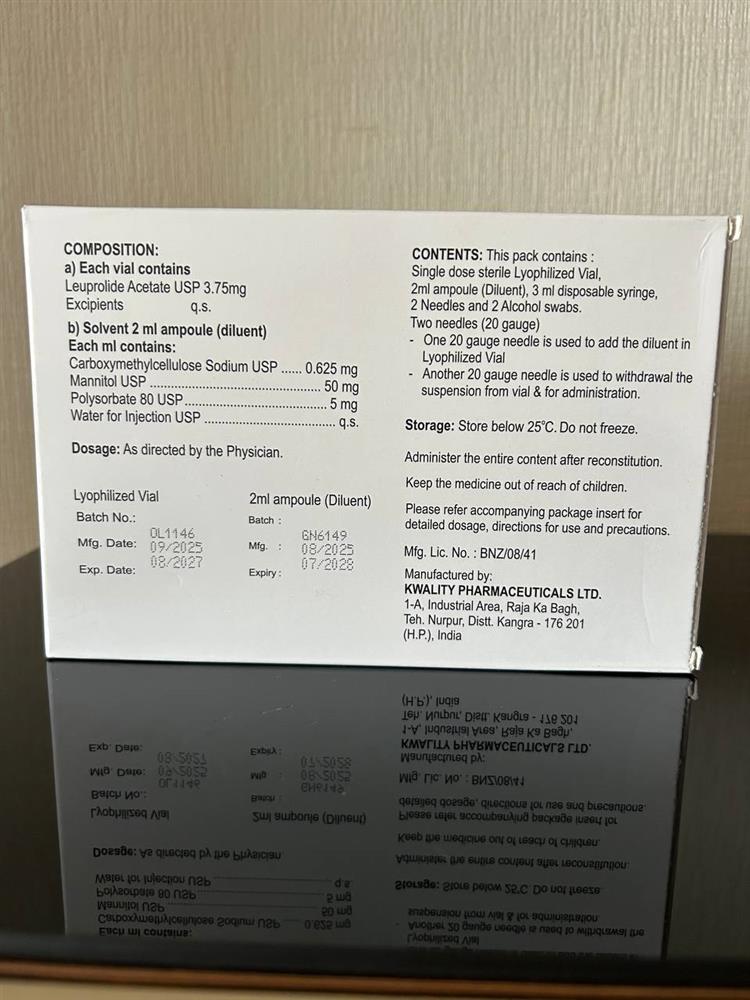 COMPOSITION:
a) Each vial contains
Leuprolide Acetate USP 3.75mg
Excipients q.s.
b) Solvent 2 ml ampoule (diluent)
Each ml contains:
Carboxymethylcellulose Sodium USP ...... 0.625 mg
Mannitol USP ............................................ 50 mg
Polysorbate 80 USP..................................... 5 mg
Water for Injection USP ................................. q.s.
Dosage: As directed by the Physician.
Lyophilized Vial
Batch No.: OL1146
Mfg. Date: 09/2025
Exp. Date: 08/2027
2ml ampoule (Diluent)
Batch : GN6149
Mfg. : 08/2025
Expiry : 07/2028
CONTENTS: This pack contains :
Single dose sterile Lyophilized Vial,
2ml ampoule (Diluent), 3 ml disposable syringe,
2 Needles and 2 Alcohol swabs.
Two needles (20 gauge)
- One 20 gauge needle is used to add the diluent in
Lyophilized Vial
- Another 20 gauge needle is used to withdrawal the
suspension from vial & for administration.
Storage: Store below 25°C. Do not freeze.
Administer the entire content after reconstitution.
Keep the medicine out of reach of children.
Please refer accompanying package insert for
detailed dosage, directions for use and precautions.
Mfg. Lic. No. : BNZ/08/41
Manufactured by:
KWALITY PHARMACEUTICALS LTD.
1-A, Industrial Area, Raja Ka Bagh,
Teh. Nurpur, Distt. Kangra - 176 201
(H.P.), India